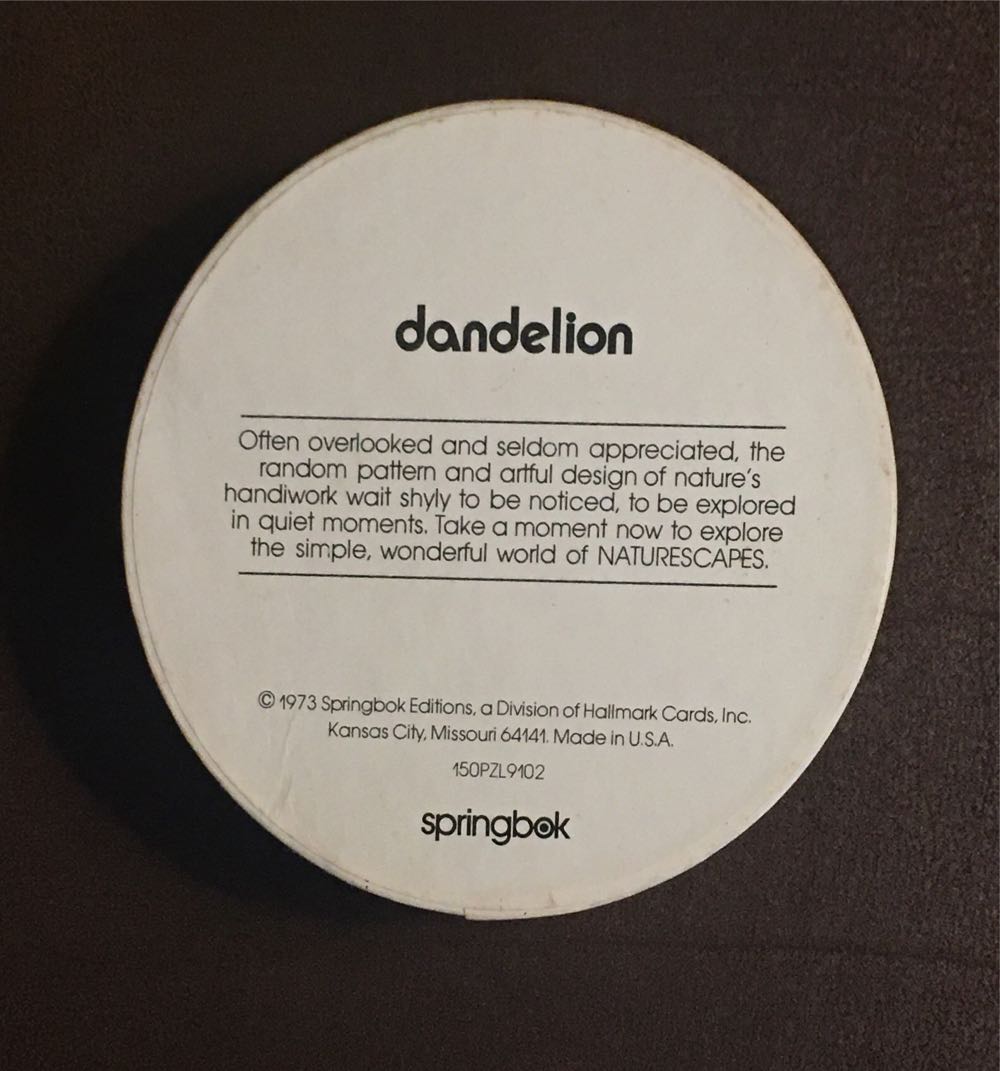 dandelion
Often overlooked and seldom appreciated, the
random pattern and artful design of nature's
handiwork wait shyly to be noticed, to be explored
in quiet moments. Take a moment now to explore
the simple, wonderful world of NATURESCAPES.
© 1973 Springbok Editions, a Division of Hallmark Cards, Inc.
Kansas City, Missouri 64141. Made in U.S.A.
150PZL9102
springbok